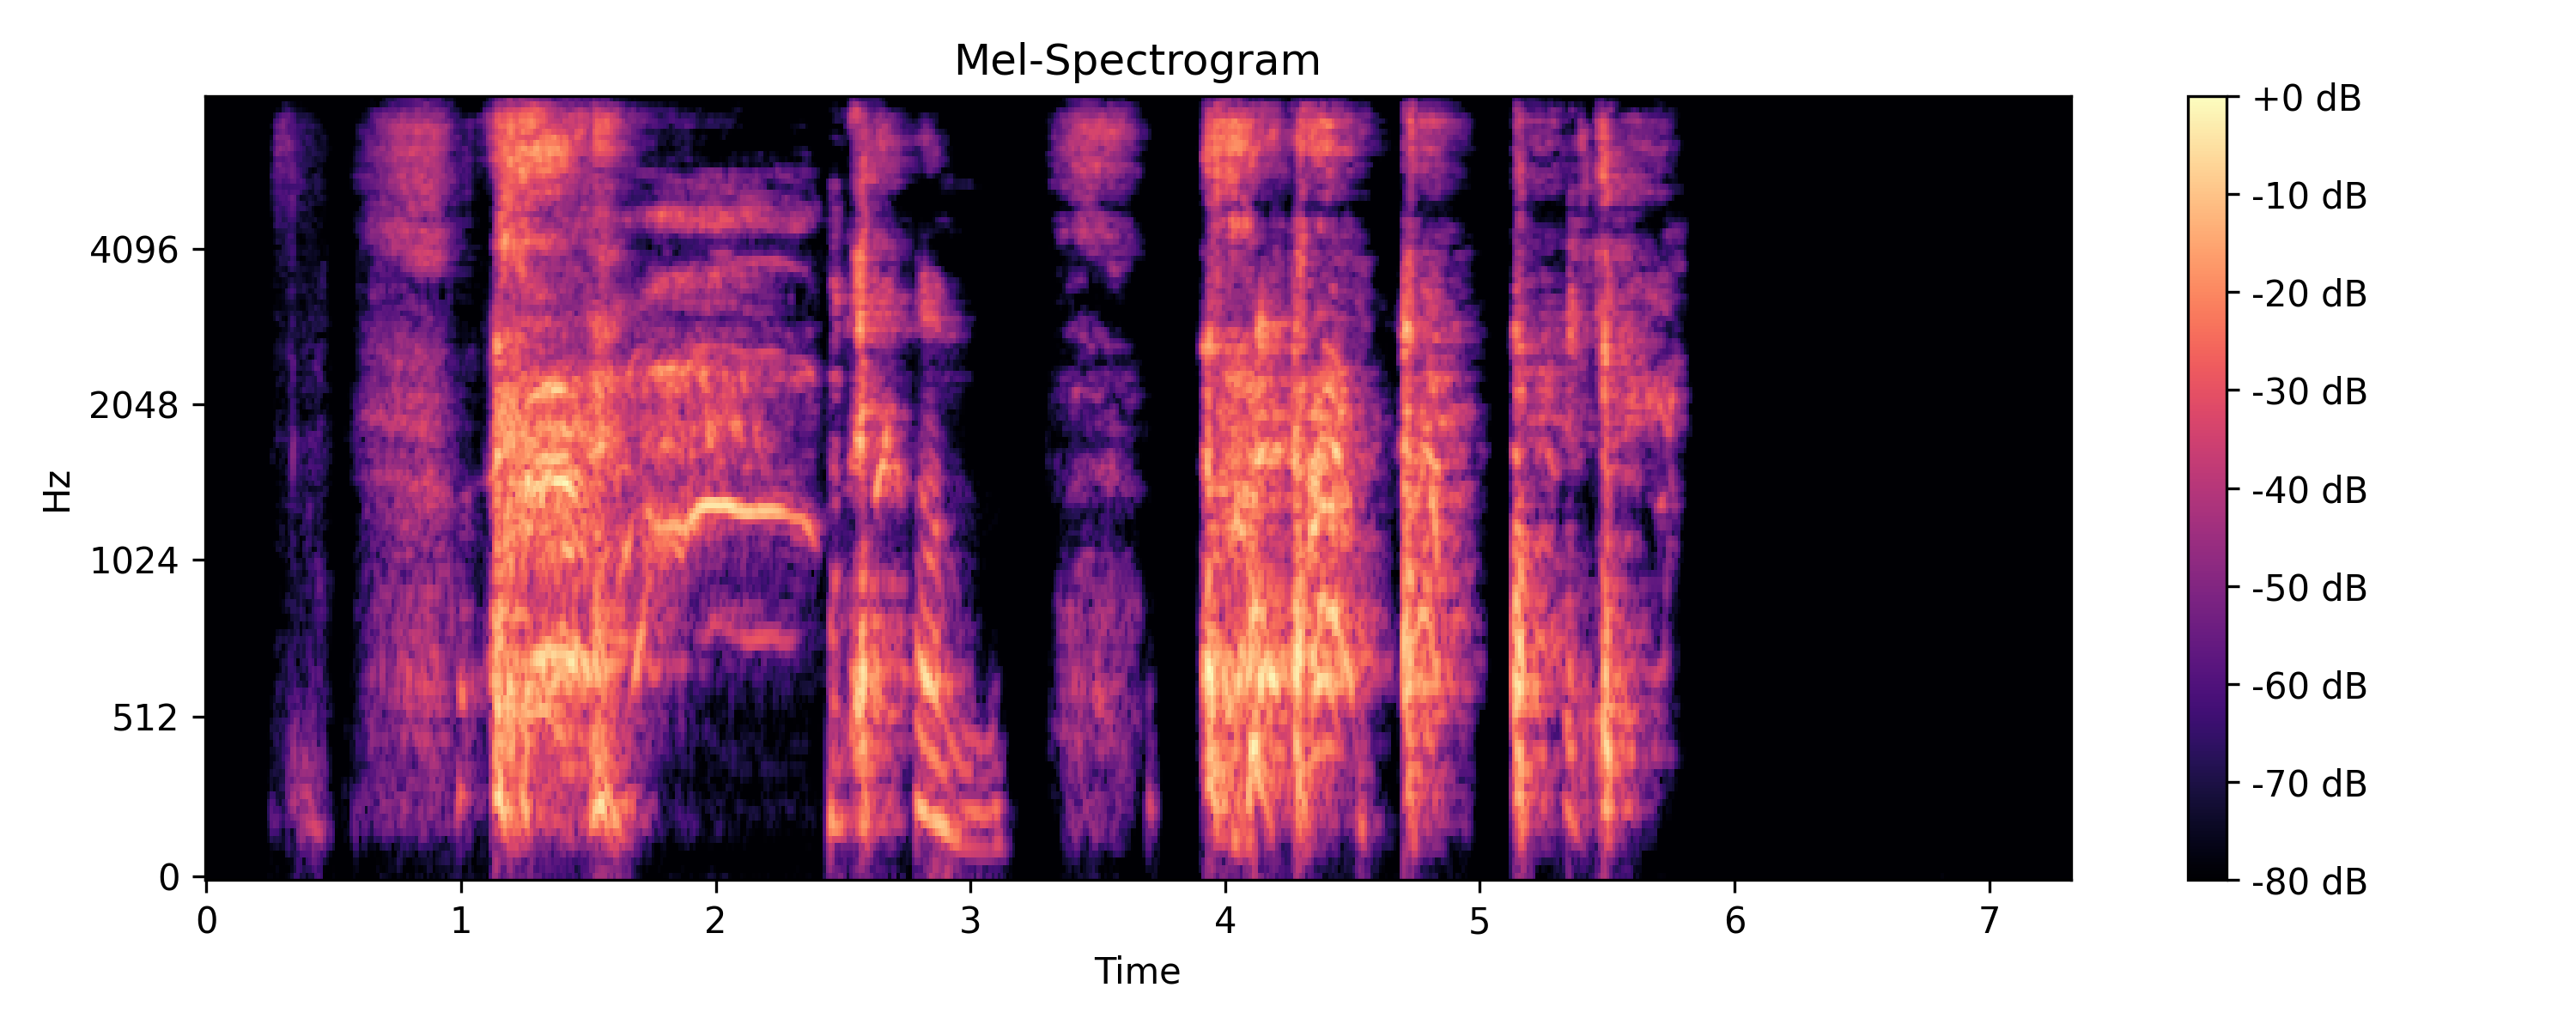 Mel-Spectrogram
+0 dB
-10 dB
-20 dB
-30 dB
-40 dB
-50 dB
-60 dB
-70 dB
-80 dB
4096
2048
1024
512
0
Hz
0 1 2 3 4 5 6 7
Time